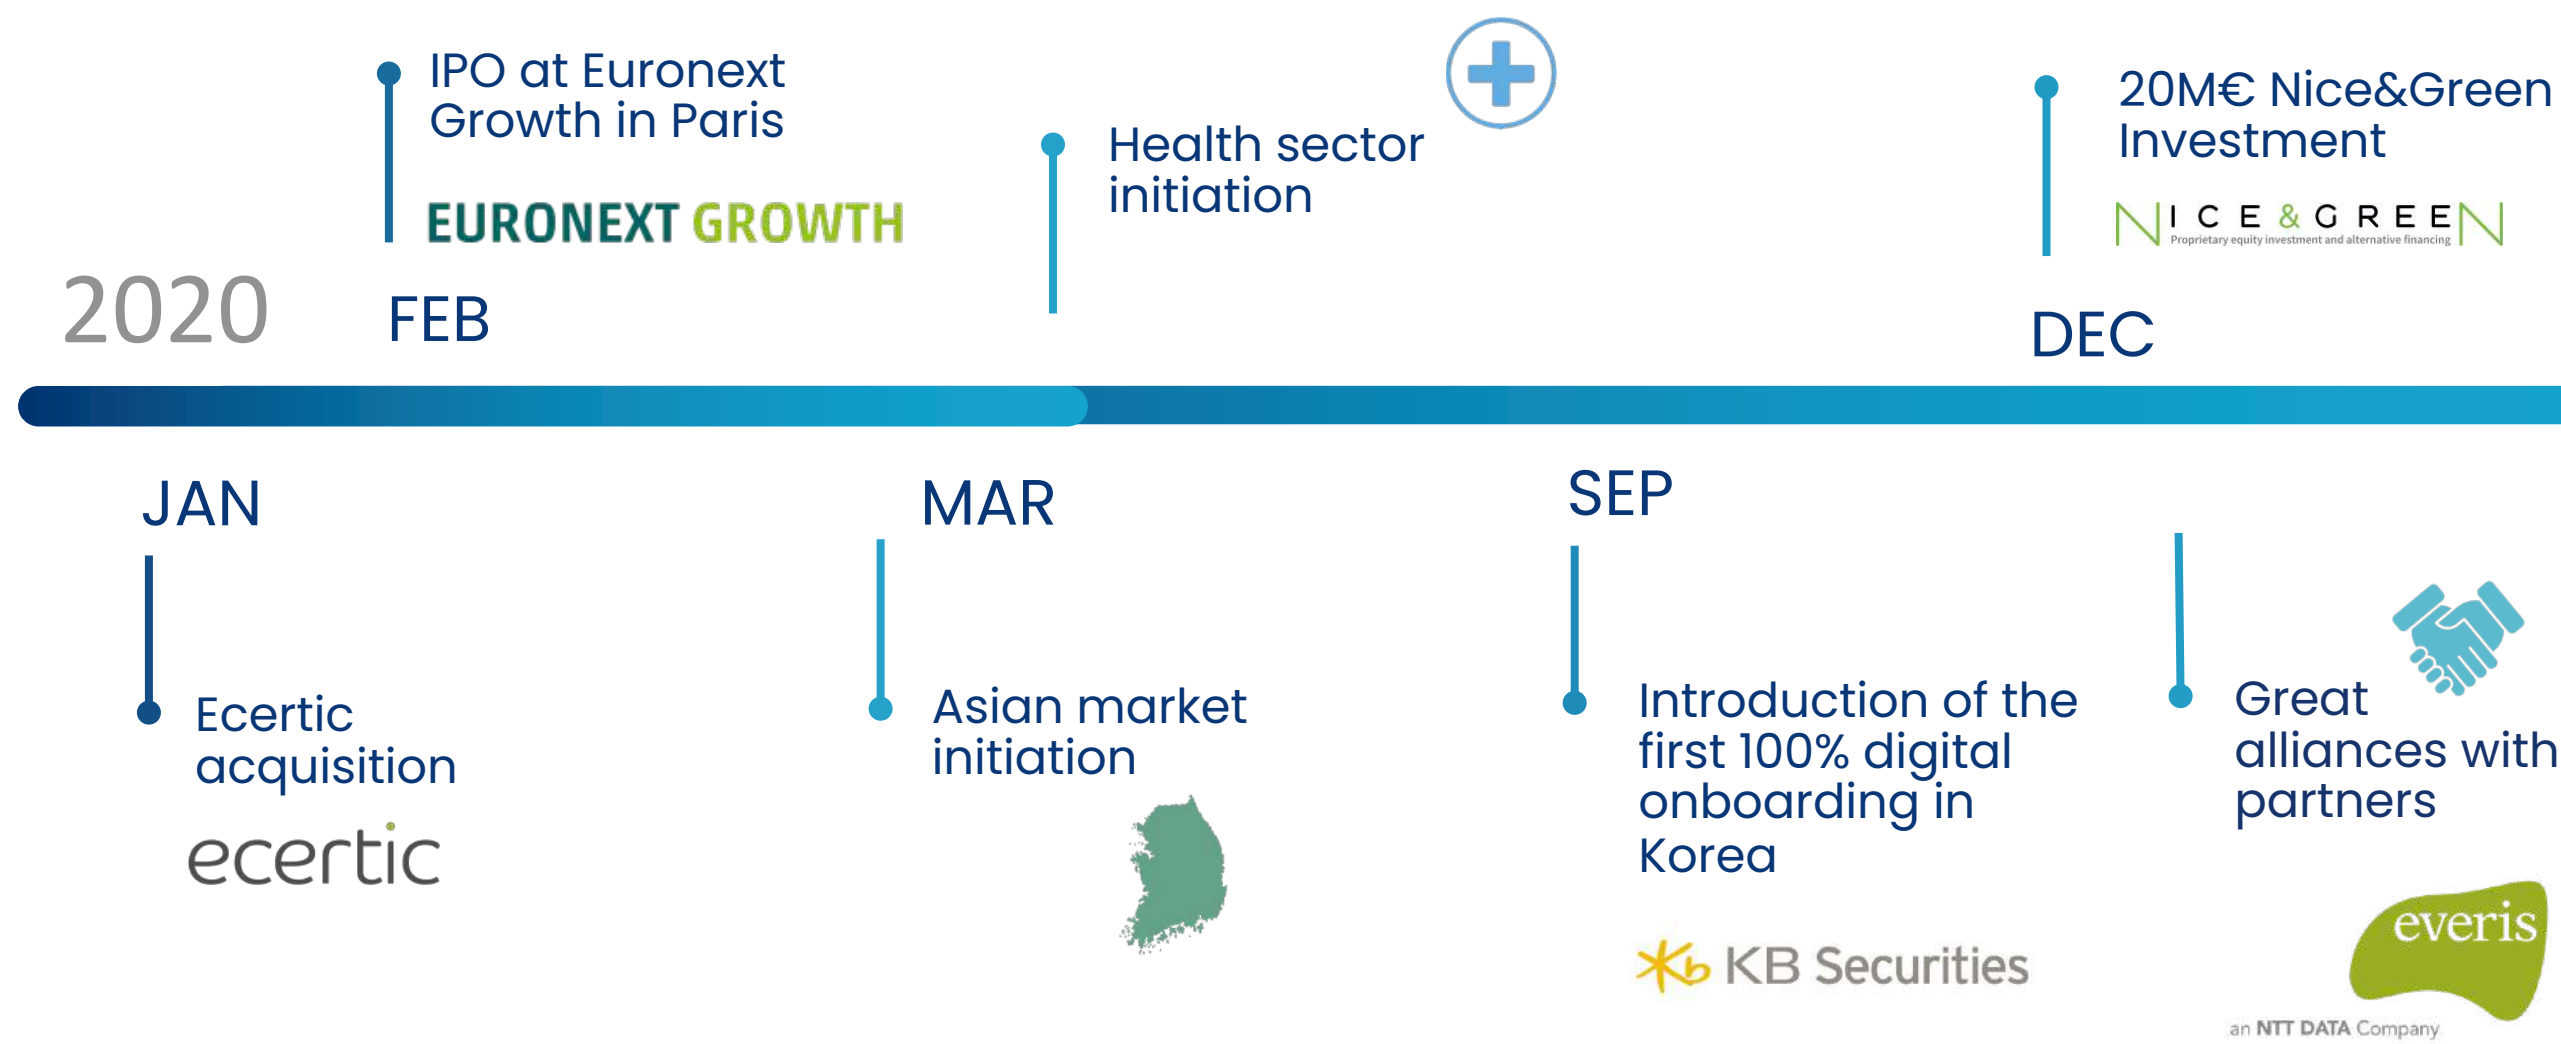 2020
JAN
Ecertic
acquisition
ecertic
FEB
IPO at Euronext
Growth in Paris
EURONEXT GROWTH
MAR
Asian market
initiation
Health sector
initiation
SEP
Introduction of the
first 100% digital
onboarding in
Korea
KB Securities
DEC
20M€ Nice&Green
Investment
NICE & GREEN
Proprietary equity investment and alternative financing
Great
alliances with
partners
everis
an NTT DATA Company